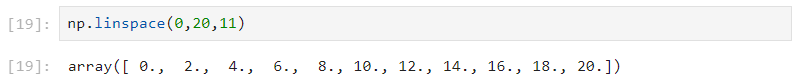 [19]: np.linspace(0,20,11)
[19]: array([ 0.,  2.,  4.,  6.,  8., 10., 12., 14., 16., 18., 20.])